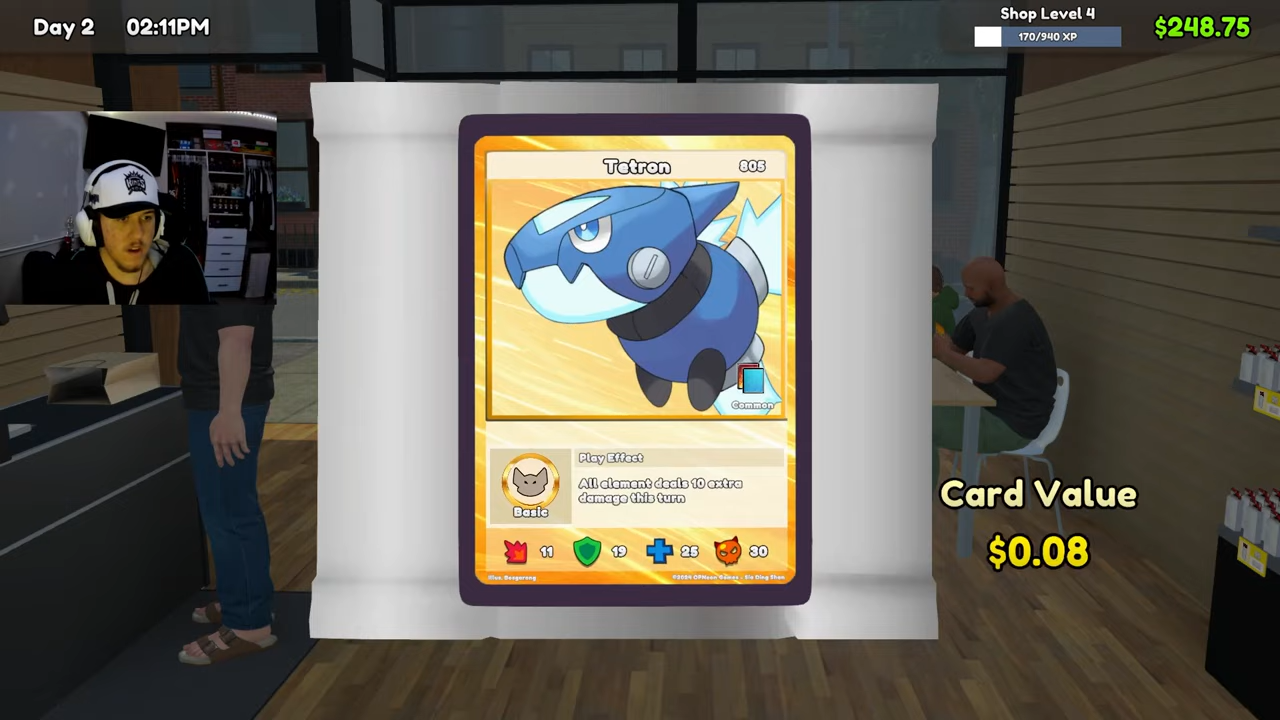 Day 2 02:11PM
Shop Level 4
170/940 XP
$248.75
Tetron 805
Common
Play Effect
All element deals 10 extra
damage this turn
Basic
11 19 25 30
Card Value
$0.08